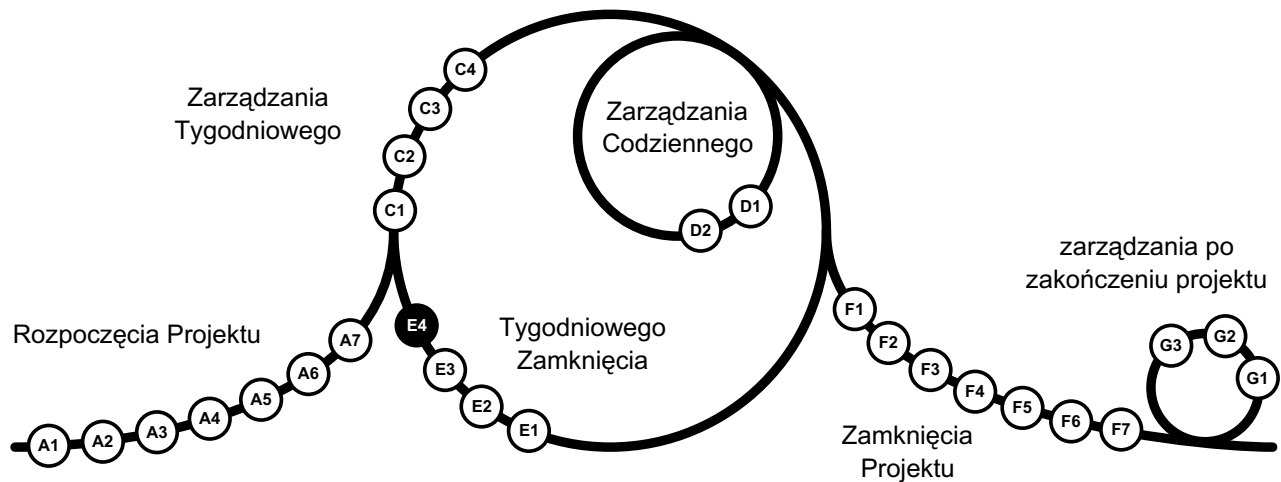 Zarządzania
Tygodniowego
C4
C3
C2
C1
Zarządzania
Codziennego
D1
D2
Rozpoczęcia Projektu
A1
A2
A3
A4
A5
A6
A7
E4
E3
E2
E1
Tygodniowego
Zamknięcia
F1
F2
F3
F4
F5
F6
F7
Zamknięcia
Projektu
zarządzania po
zakończeniu projektu
G3
G2
G1